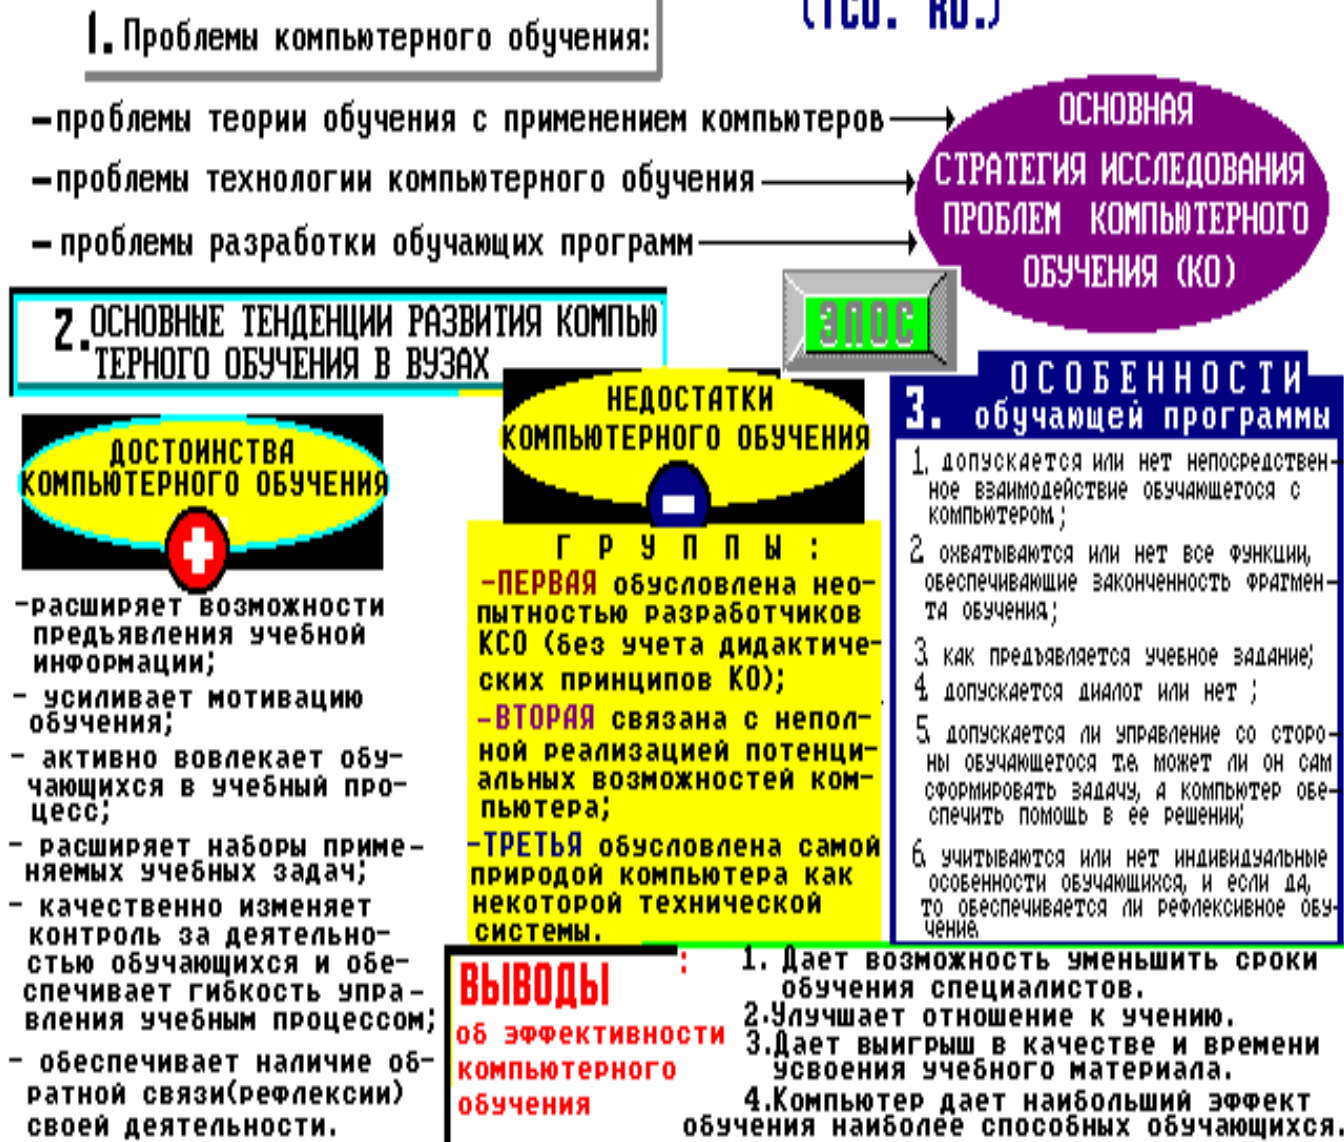 (ТСО. КО.)
1. Проблемы компьютерного обучения:
– проблемы теории обучения с применением компьютеров
– проблемы технологии компьютерного обучения
– проблемы разработки обучающих программ
ОСНОВНАЯ
СТРАТЕГИЯ ИССЛЕДОВАНИЯ
ПРОБЛЕМ КОМПЬЮТЕРНОГО
ОБУЧЕНИЯ (КО)
ЭПОС
2. ОСНОВНЫЕ ТЕНДЕНЦИИ РАЗВИТИЯ КОМПЬЮ
ТЕРНОГО ОБУЧЕНИЯ В ВУЗАХ
ДОСТОИНСТВА
КОМПЬЮТЕРНОГО ОБУЧЕНИЯ
–расширяет возможности
предъявления учебной
информации;
– усиливает мотивацию
обучения;
– активно вовлекает обу–
чающихся в учебный про–
цесс;
– расширяет наборы приме–
няемых учебных задач;
– качественно изменяет
контроль за деятельно–
стью обучающихся и обе–
спечивает гибкость упра–
вления учебным процессом;
– обеспечивает наличие об–
ратной связи(рефлексии)
своей деятельности.
НЕДОСТАТКИ
КОМПЬЮТЕРНОГО ОБУЧЕНИЯ
Г Р У П П Ы :
–ПЕРВАЯ обусловлена нео–
пытностью разработчиков
КСО (без учета дидактиче–
ских принципов КО);
–ВТОРАЯ связана с непол–
ной реализацией потенци–
альных возможностей ком–
пьютера;
–ТРЕТЬЯ обусловлена самой
природой компьютера как
некоторой технической
системы.
3. ОСОБЕННОСТИ
обучающей программы
1. допускается или нет непосредствен–
ное взаимодействие обучающегося с
компьютером ;
2. охватываются или нет все функции,
обеспечивающие законченность фрагмен–
та обучения;
3. как предъявляется учебное задание;
4. допускается диалог или нет ;
5. допускается ли управление со сторо–
ны обучающегося т.е. может ли он сам
сформировать задачу, а компьютер обе–
спечить помощь в ее решении;
6. учитываются или нет индивидуальные
особенности обучающихся, и если да,
то обеспечивается ли рефлексивное обу–
чение.
ВЫВОДЫ :
об эффективности
компьютерного
обучения
1. Дает возможность уменьшить сроки
обучения специалистов.
2.Улучшает отношение к учению.
3.Дает выигрыш в качестве и времени
усвоения учебного материала.
4.Компьютер дает наибольший эффект
обучения наиболее способных обучающихся.